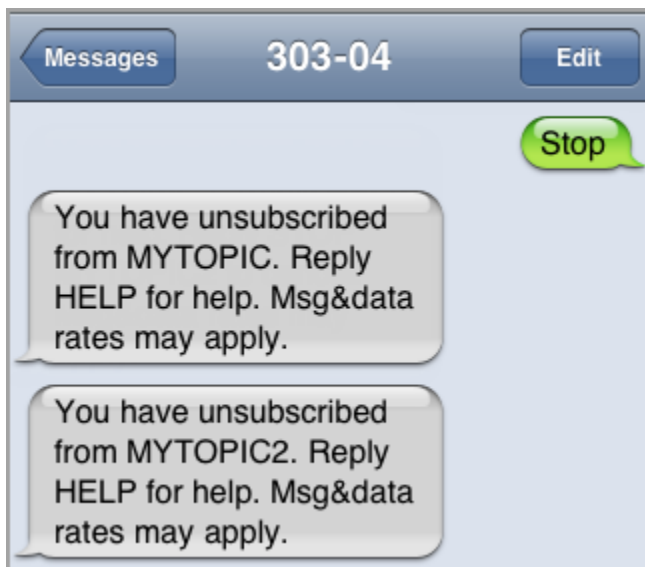 Messages
303-04
Edit
Stop
You have unsubscribed
from MYTOPIC. Reply
HELP for help. Msg&data
rates may apply.
You have unsubscribed
from MYTOPIC2. Reply
HELP for help. Msg&data
rates may apply.